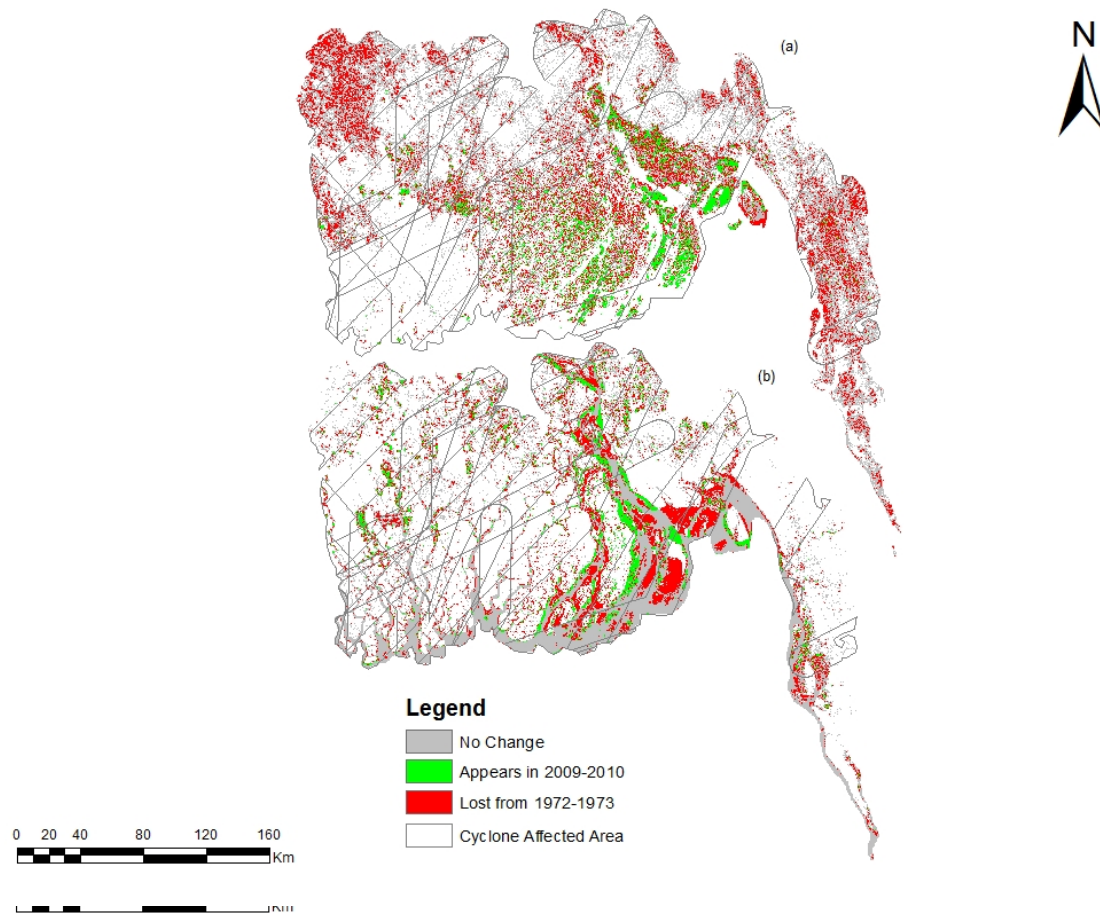 (a)
N
(b)
Legend
No Change
Appears in 2009-2010
Lost from 1972-1973
Cyclone Affected Area
0 20 40 80 120 160
Km
Km